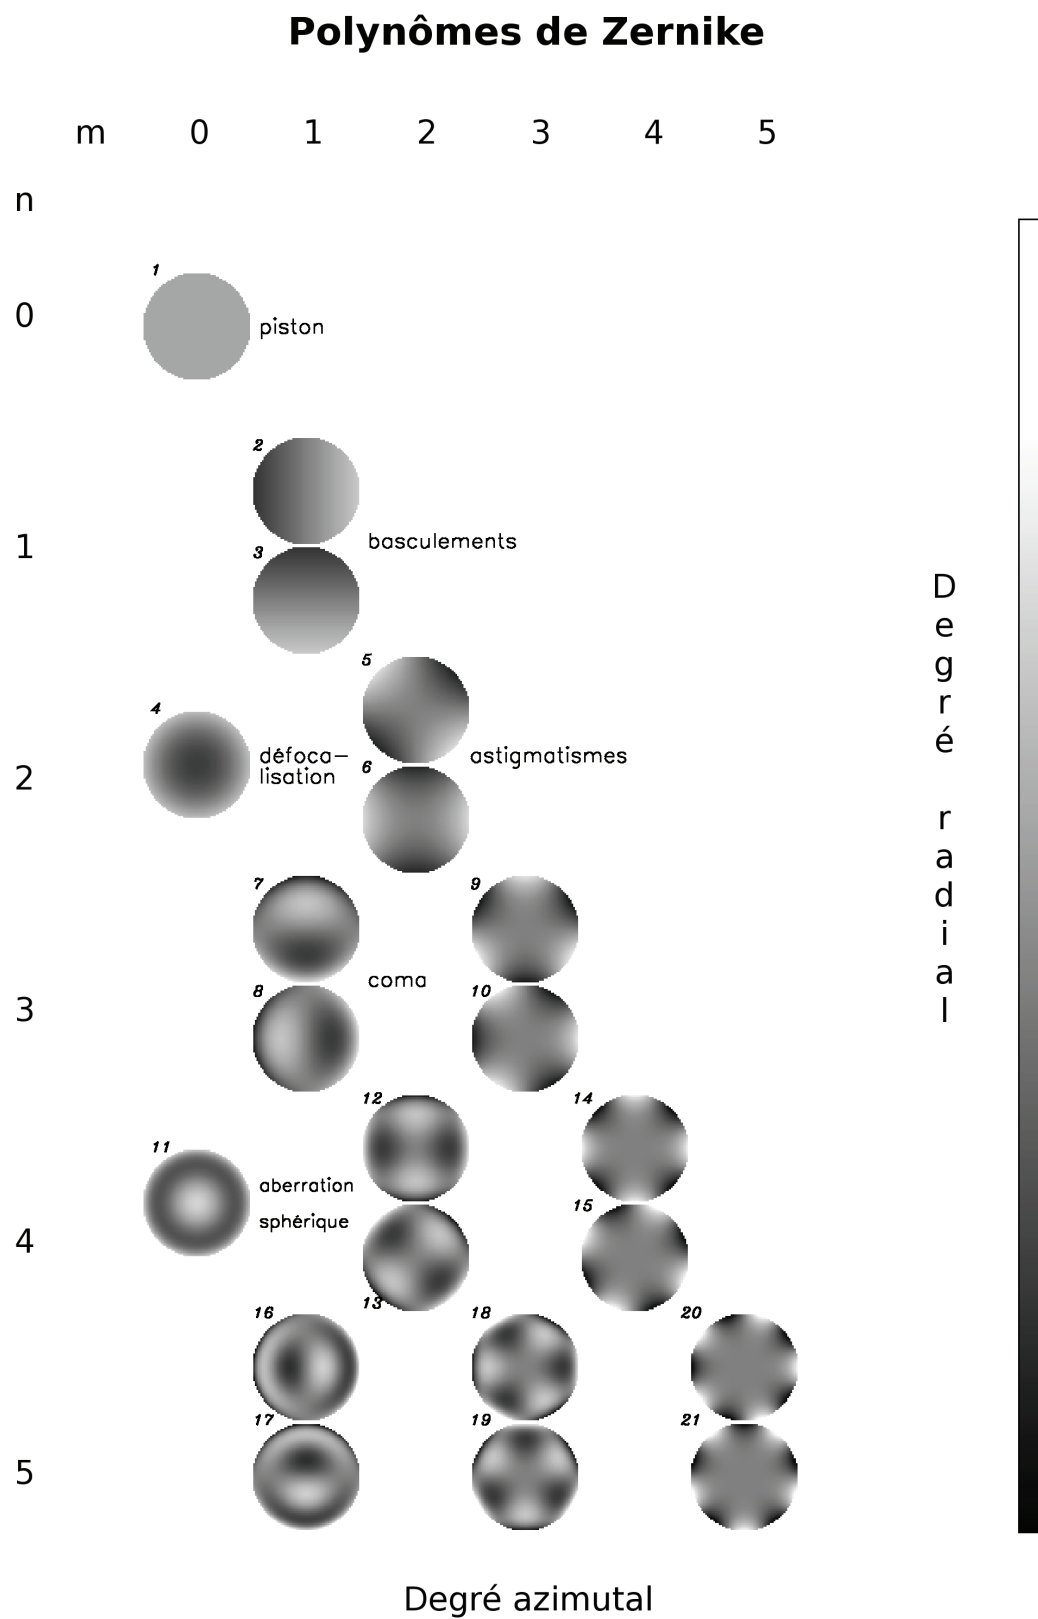 Polynômes de Zernike
m 0 1 2 3 4 5
n
1
0
piston
2
3
1
basculements
4
5
6
2
défoca-
lisation
astigmatismes
7
8
9
10
3
coma
11
12
13
14
15
4
aberration
sphérique
16
17
18
19
20
21
5
Degré radial
Degré azimutal